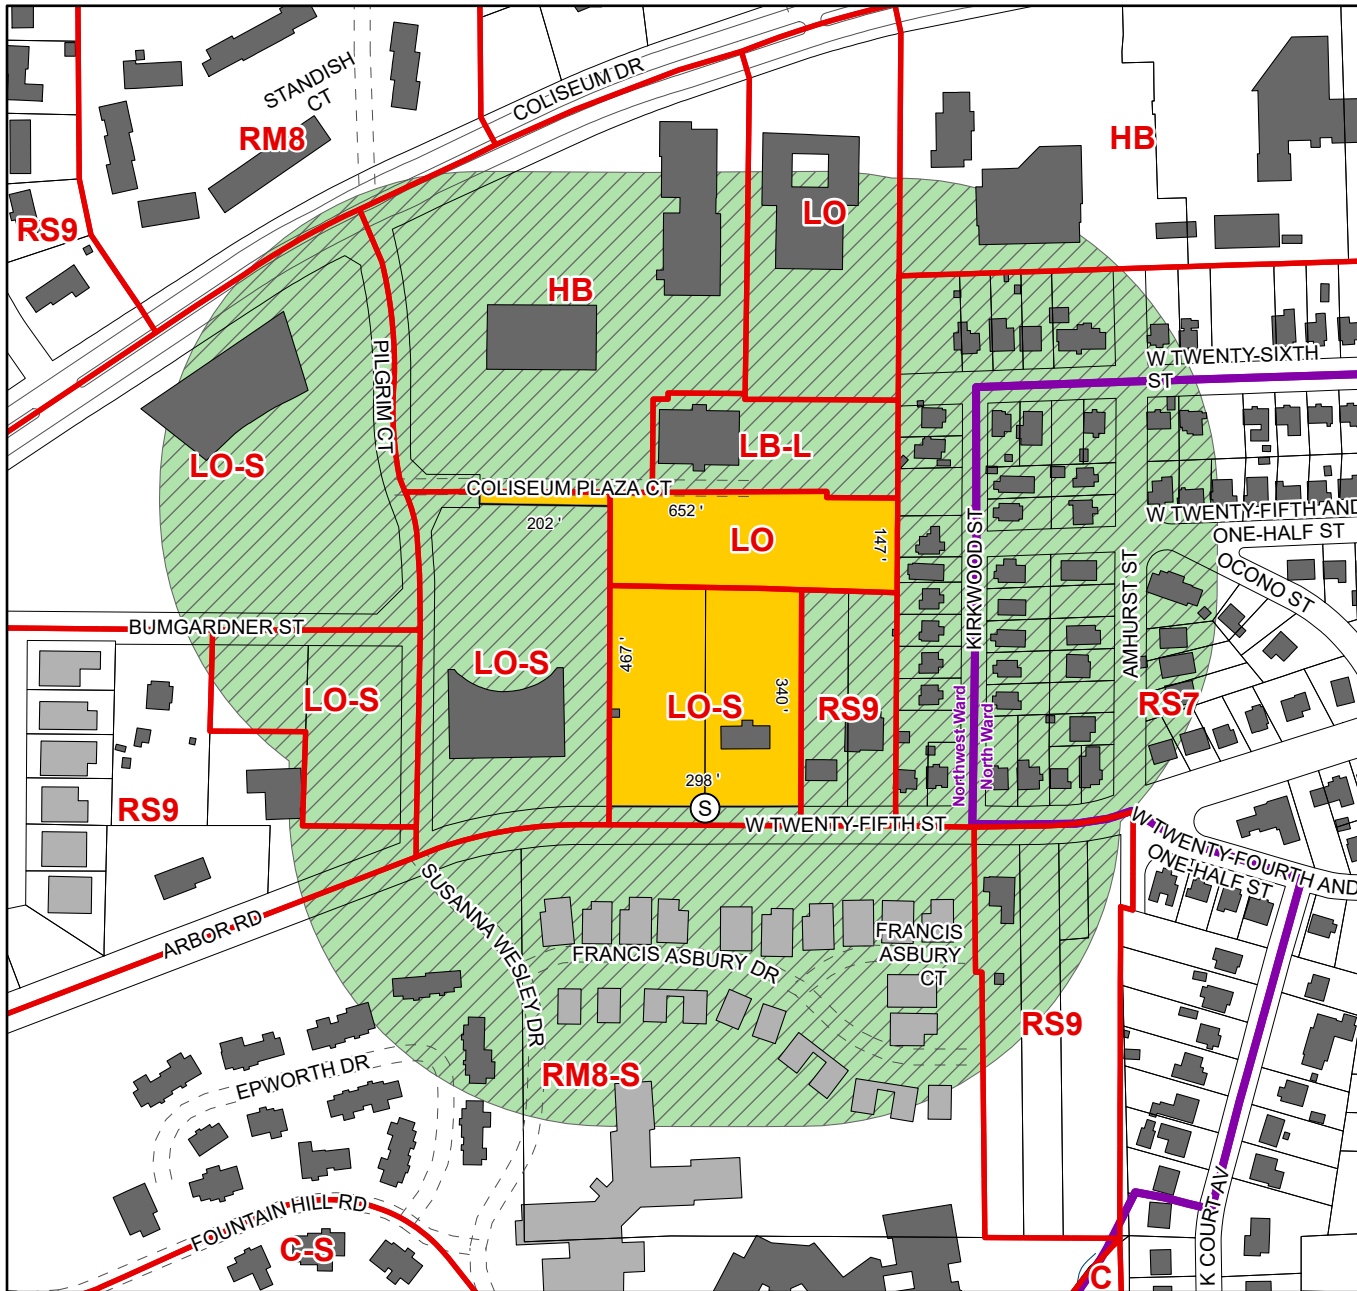 STANDISH
CT
COLISEUM DR
RM8
HB
RS9
LO
HB
W TWENTY-SIXTH
ST
PILGRIM CT
LO-S
LB-L
COLISEUM PLAZA CT
202 '
652 '
LO
147 '
KIRKWOOD ST
W TWENTY-FIFTH AND
ONE-HALF ST
AMHURST ST
OCONO ST
BUMGARDNER ST
LO-S
LO-S
467 '
340 '
LO-S
RS9
RS7
Northwest Ward
North Ward
298 '
S
RS9
W TWENTY-FIFTH ST
W TWENTY-FOURTH AND
ONE-HALF ST
ARBOR RD
SUSANNA WESLEY DR
FRANCIS ASBURY DR
FRANCIS
ASBURY
CT
RS9
EPWORTH DR
RM8-S
FOUNTAIN HILL RD
C-S
K COURT AV
C